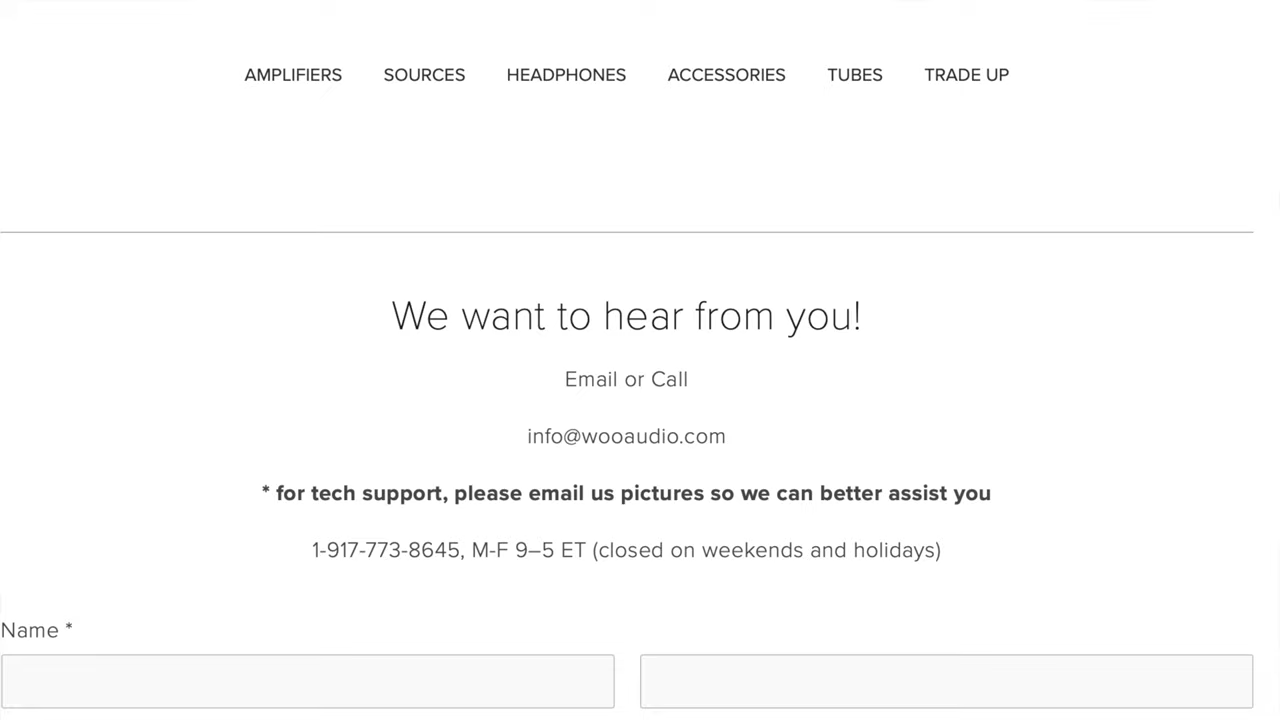 AMPLIFIERS SOURCES HEADPHONES ACCESSORIES TUBES TRADE UP
We want to hear from you!
Email or Call
info@wooaudio.com
* for tech support, please email us pictures so we can better assist you
1-917-773-8645, M-F 9–5 ET (closed on weekends and holidays)
Name *